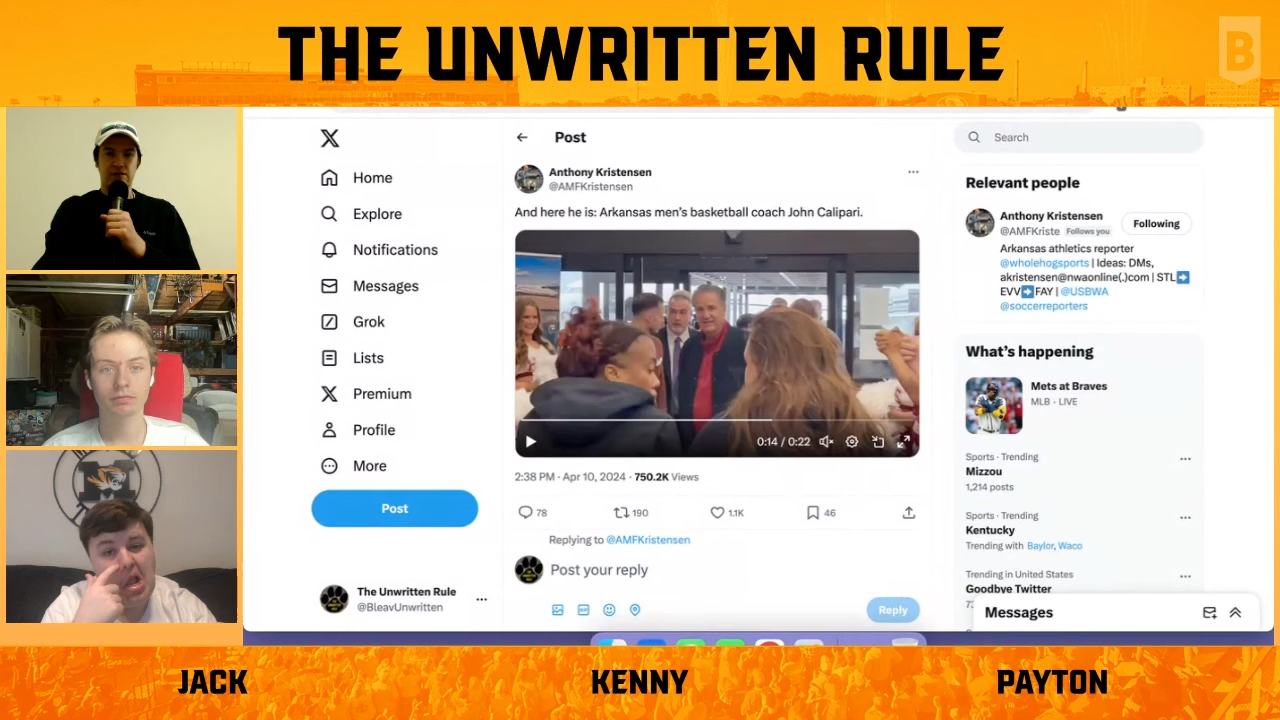 THE UNWRITTEN RULE
B
Home
Explore
Notifications
Messages
Grok
Lists
Premium
Profile
More
Post
The Unwritten Rule
@BleavUnwritten
Post
Anthony Kristensen
@AMFKristensen
And here he is: Arkansas men's basketball coach John Calipari.
0:14 / 0:22
2:38 PM · Apr 10, 2024 · 750.2K Views
78 190 1.1K 46
Replying to @AMFKristensen
Post your reply
Reply
Search
Relevant people
Anthony Kristensen
@AMFKriste Follows you
Following
Arkansas athletics reporter
@wholehogsports | Ideas: DMs,
akristensen@nwaonline(.)com | STL➡
EVV➡FAY | @USBWA
@soccerreporters
What's happening
Mets at Braves
MLB · LIVE
Sports · Trending
Mizzou
1,214 posts
Sports · Trending
Kentucky
Trending with Baylor, Waco
Trending in United States
Goodbye Twitter
Messages
JACK KENNY PAYTON